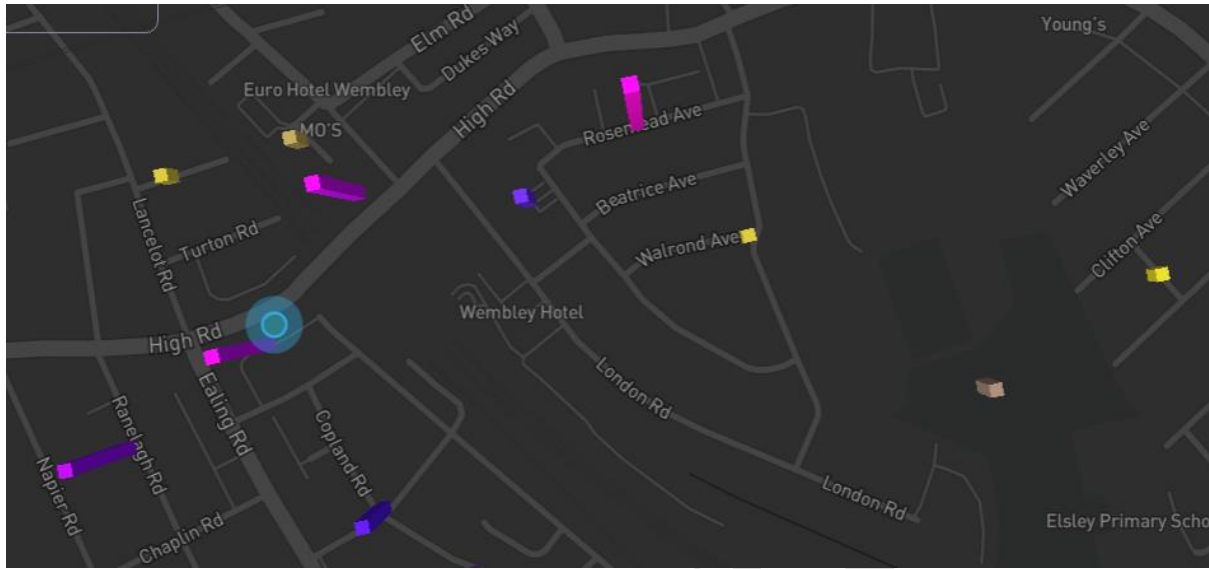 Elm Rd
Young's
Dukes Way
Euro Hotel Wembley
High Rd
MO'S
Rosemead Ave
Waverley Ave
Beatrice Ave
Lancelot Rd
Turton Rd
Walrond Ave
Clifton Ave
Wembley Hotel
High Rd
London Rd
Ealing Rd
Ranelagh Rd
Copland Rd
Napier Rd
London Rd
Chaplin Rd
Elsley Primary Scho